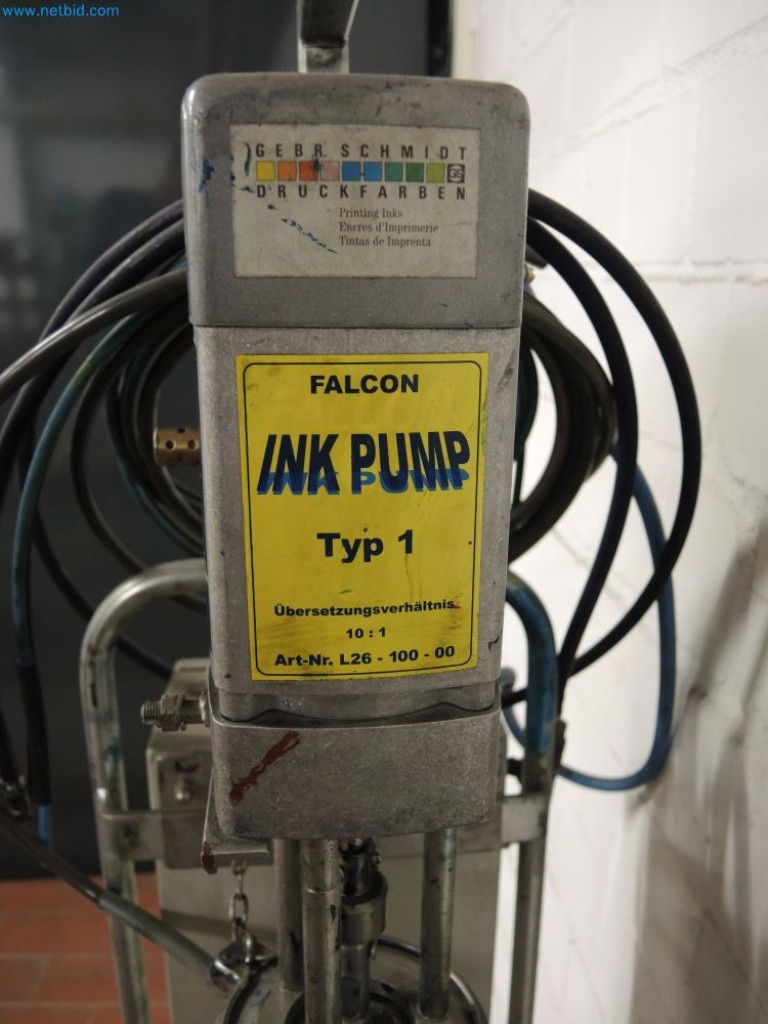 www.netbid.com
GEBR. SCHMIDT
GS
DRUCKFARBEN
Printing Inks
Encres d'Imprimerie
Tintas de Imprenta
FALCON
INK PUMP
Typ 1
Übersetzungsverhältnis
10 : 1
Art-Nr. L26 - 100 - 00